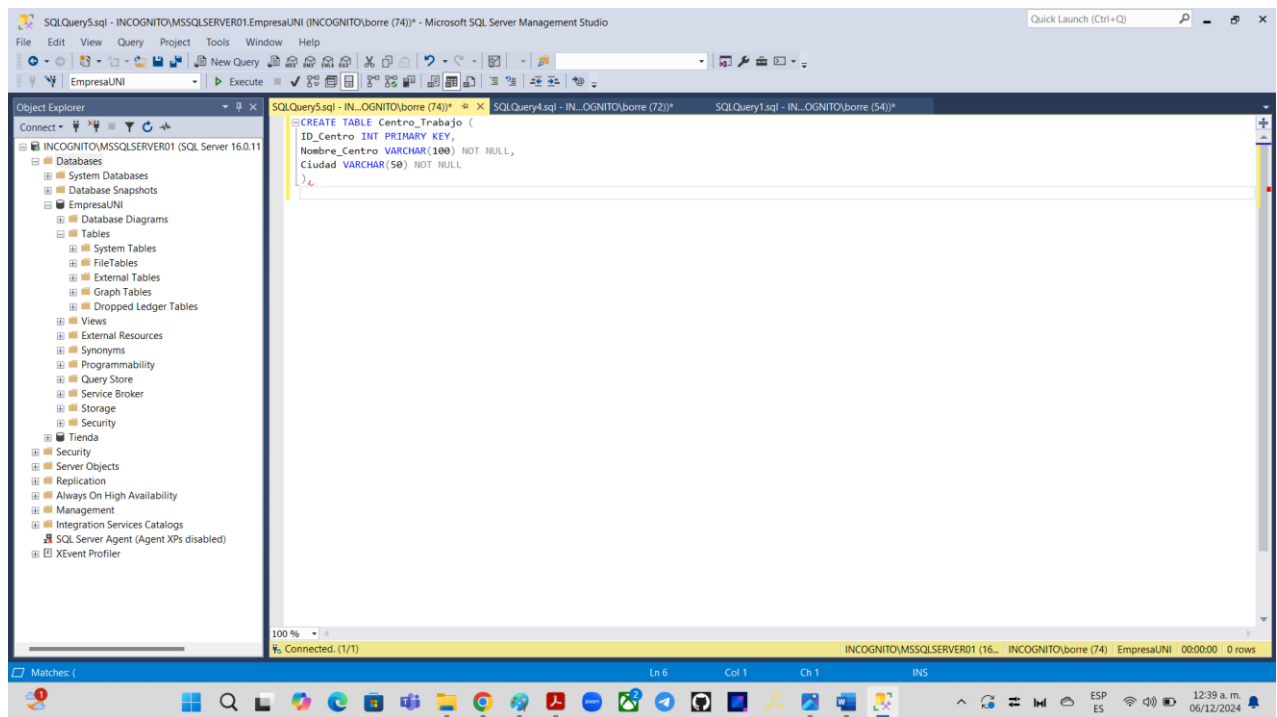 SQLQuery5.sql - INCOGNITO\MSSQLSERVER01.EmpresaUNI (INCOGNITO\borre (74))* - Microsoft SQL Server Management Studio
Quick Launch (Ctrl+Q)
File Edit View Query Project Tools Window Help
New Query
EmpresaUNI
Execute
Object Explorer
SQLQuery5.sql - IN...OGNITO\borre (74))*
SQLQuery4.sql - IN...OGNITO\borre (72))*
SQLQuery1.sql - IN...OGNITO\borre (54))*
Connect
INCOGNITO\MSSQLSERVER01 (SQL Server 16.0.11
Databases
System Databases
Database Snapshots
EmpresaUNI
Database Diagrams
Tables
System Tables
FileTables
External Tables
Graph Tables
Dropped Ledger Tables
Views
External Resources
Synonyms
Programmability
Query Store
Service Broker
Storage
Security
Tienda
Security
Server Objects
Replication
Always On High Availability
Management
Integration Services Catalogs
SQL Server Agent (Agent XPs disabled)
XEvent Profiler
CREATE TABLE Centro_Trabajo (
ID_Centro INT PRIMARY KEY,
Nombre_Centro VARCHAR(100) NOT NULL,
Ciudad VARCHAR(50) NOT NULL
),
100 %
Connected. (1/1)
INCOGNITO\MSSQLSERVER01 (16... INCOGNITO\borre (74) EmpresaUNI 00:00:00 0 rows
Matches: (
Ln 6 Col 1 Ch 1 INS
1
zoom
2
ESP
ES
12:39 a. m.
06/12/2024